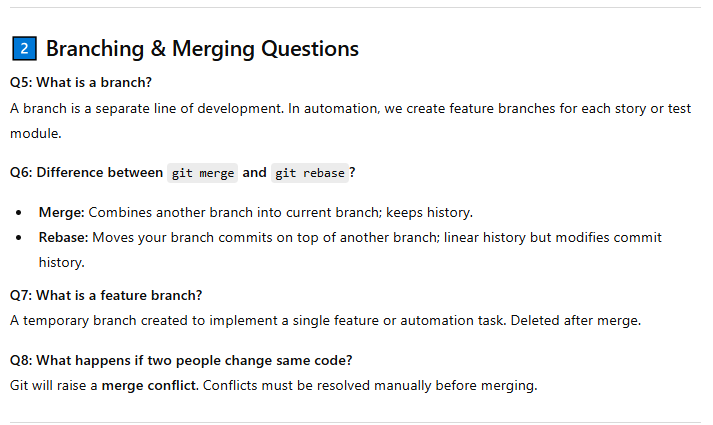 2 Branching & Merging Questions
Q5: What is a branch?
A branch is a separate line of development. In automation, we create feature branches for each story or test
module.
Q6: Difference between git merge and git rebase?
• Merge: Combines another branch into current branch; keeps history.
• Rebase: Moves your branch commits on top of another branch; linear history but modifies commit
history.
Q7: What is a feature branch?
A temporary branch created to implement a single feature or automation task. Deleted after merge.
Q8: What happens if two people change same code?
Git will raise a merge conflict. Conflicts must be resolved manually before merging.